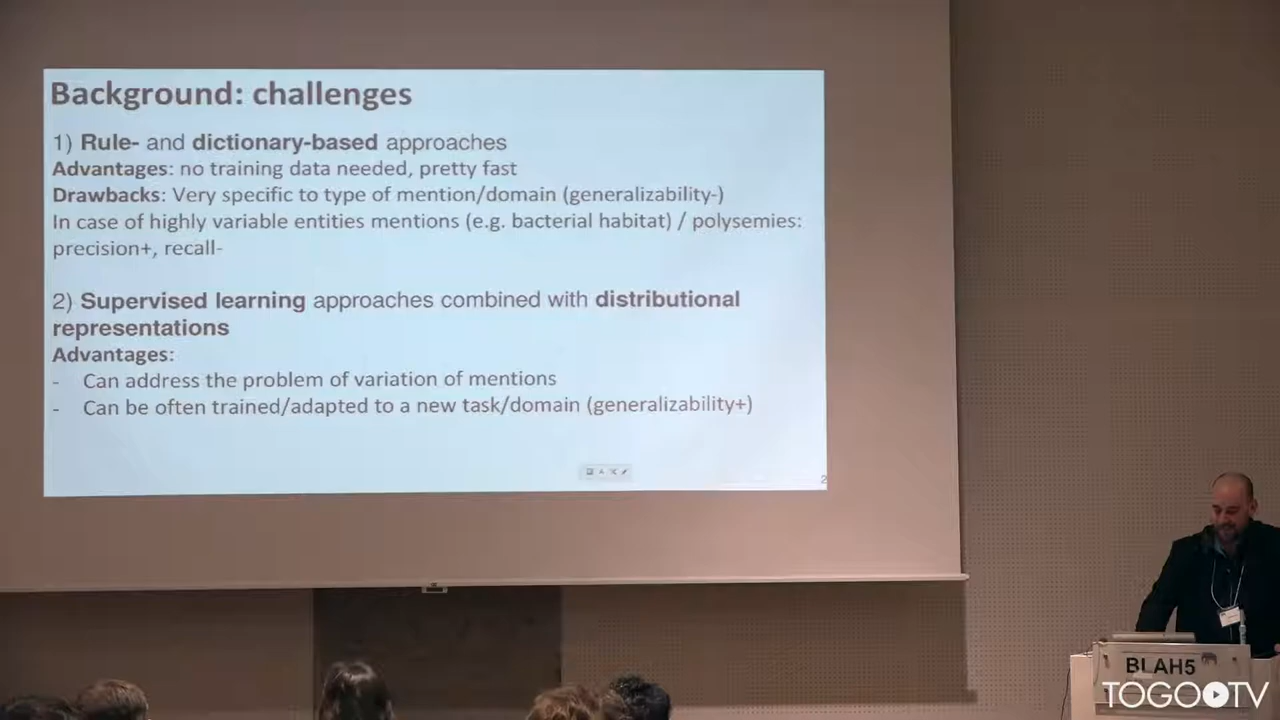 Background: challenges
1) Rule- and dictionary-based approaches
Advantages: no training data needed, pretty fast
Drawbacks: Very specific to type of mention/domain (generalizability-)
In case of highly variable entities mentions (e.g. bacterial habitat) / polysemies:
precision+, recall-
2) Supervised learning approaches combined with distributional
representations
Advantages:
- Can address the problem of variation of mentions
- Can be often trained/adapted to a new task/domain (generalizability+)
2
BLAH5
TOGOTV